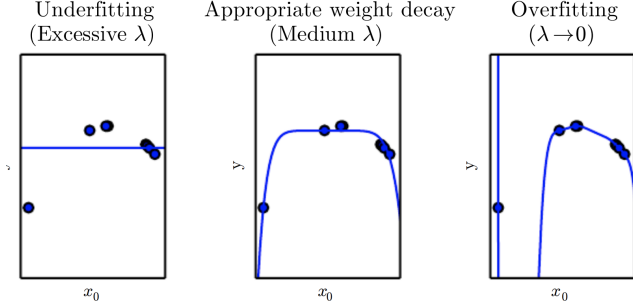 Underfitting
(Excessive λ)
Appropriate weight decay
(Medium λ)
Overfitting
(λ→0)
y
y
x₀
x₀
x₀